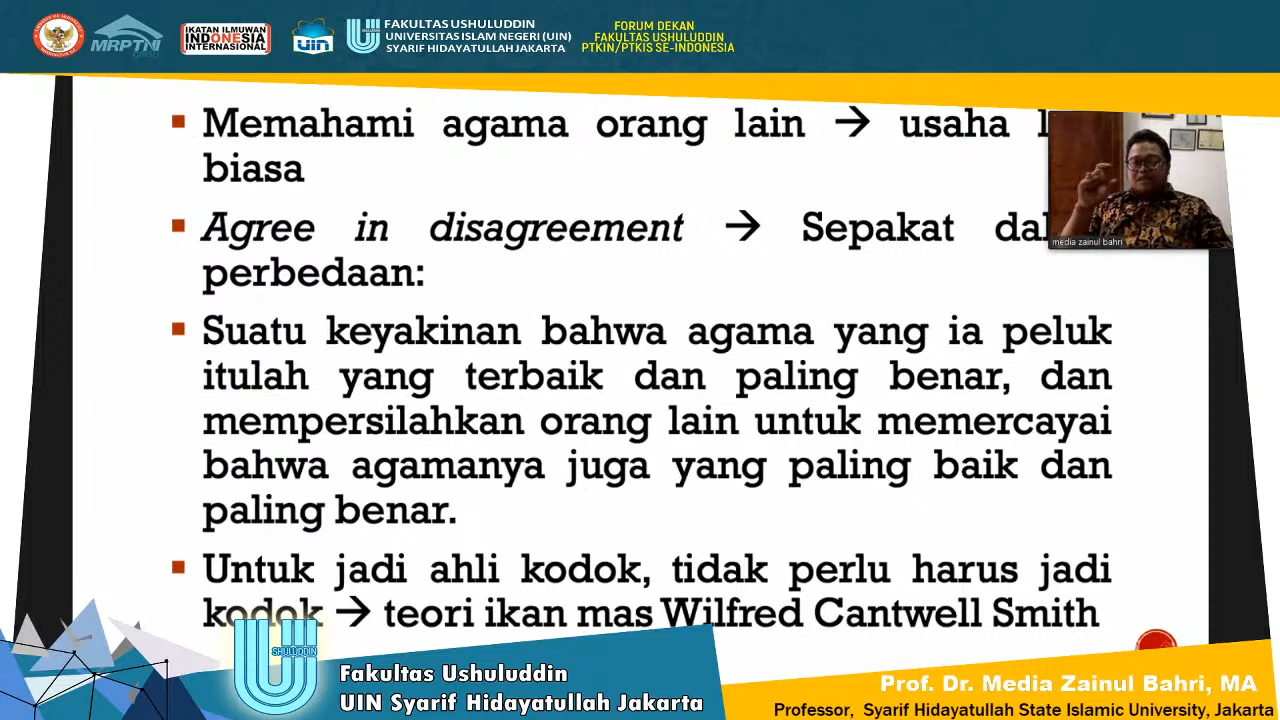 MRPTNI
IKATAN ILMUWAN
INDONESIA
INTERNASIONAL
uin
USHULUDDIN
FAKULTAS USHULUDDIN
UNIVERSITAS ISLAM NEGERI (UIN)
SYARIF HIDAYATULLAH JAKARTA
FORUM DEKAN
FAKULTAS USHULUDDIN
PTKIN/PTKIS SE-INDONESIA
▪ Memahami agama orang lain → usaha
biasa
▪ Agree in disagreement → Sepakat
perbedaan:
▪ Suatu keyakinan bahwa agama yang ia peluk
itulah yang terbaik dan paling benar, dan
mempersilahkan orang lain untuk memercayai
bahwa agamanya juga yang paling baik dan
paling benar.
▪ Untuk jadi ahli kodok, tidak perlu harus jadi
kodok → teori ikan mas Wilfred Cantwell Smith
media zainul bahri
USHULUDDIN
Fakultas Ushuluddin
UIN Syarif Hidayatullah Jakarta
Prof. Dr. Media Zainul Bahri, MA
Professor, Syarif Hidayatullah State Islamic University, Jakarta